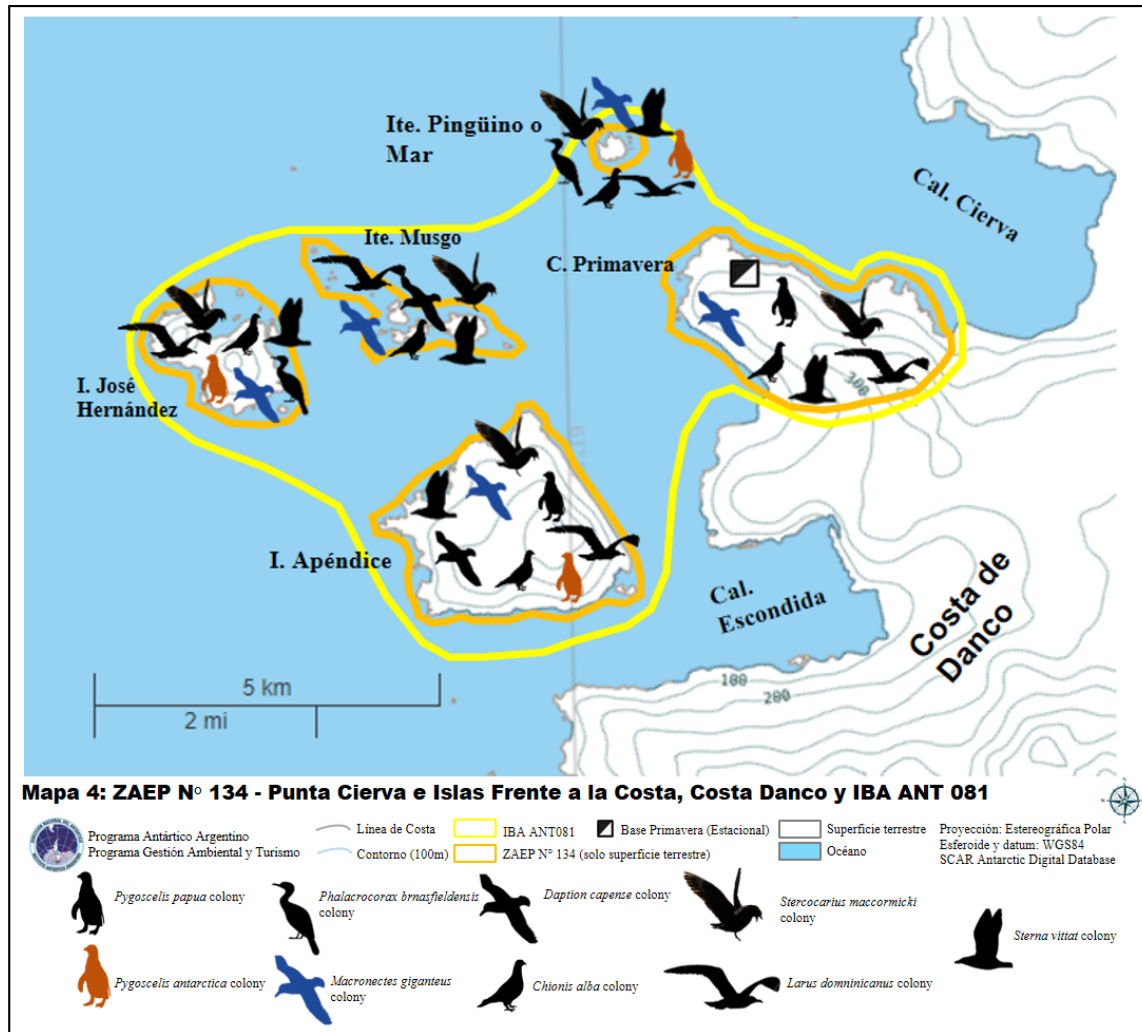 Ite. Pingüino o
Mar
Cal. Cierva
Ite. Musgo
C. Primavera
I. José
Hernández
300
I. Apéndice
Cal.
Escondida
Costa de
Danco
5 km
2 mi
100
200
Mapa 4: ZAEP Nº 134 - Punta Cierva e Islas Frente a la Costa, Costa Danco y IBA ANT 081
Programa Antártico Argentino
Programa Gestión Ambiental y Turismo
Línea de Costa
Contorno (100m)
IBA ANT081
ZAEP N° 134 (solo superficie terrestre)
Base Primavera (Estacional)
Superficie terrestre
Océano
Proyección: Estereográfica Polar
Esferoide y datum: WGS84
SCAR Antarctic Digital Database
Pygoscelis papua colony
Phalacrocorax brnasfieldensis
colony
Daption capense colony
Stercocarius maccormicki
colony
Sterna vittat colony
Pygoscelis antarctica colony
Macronectes giganteus
colony
Chionis alba colony
Larus domninicanus colony